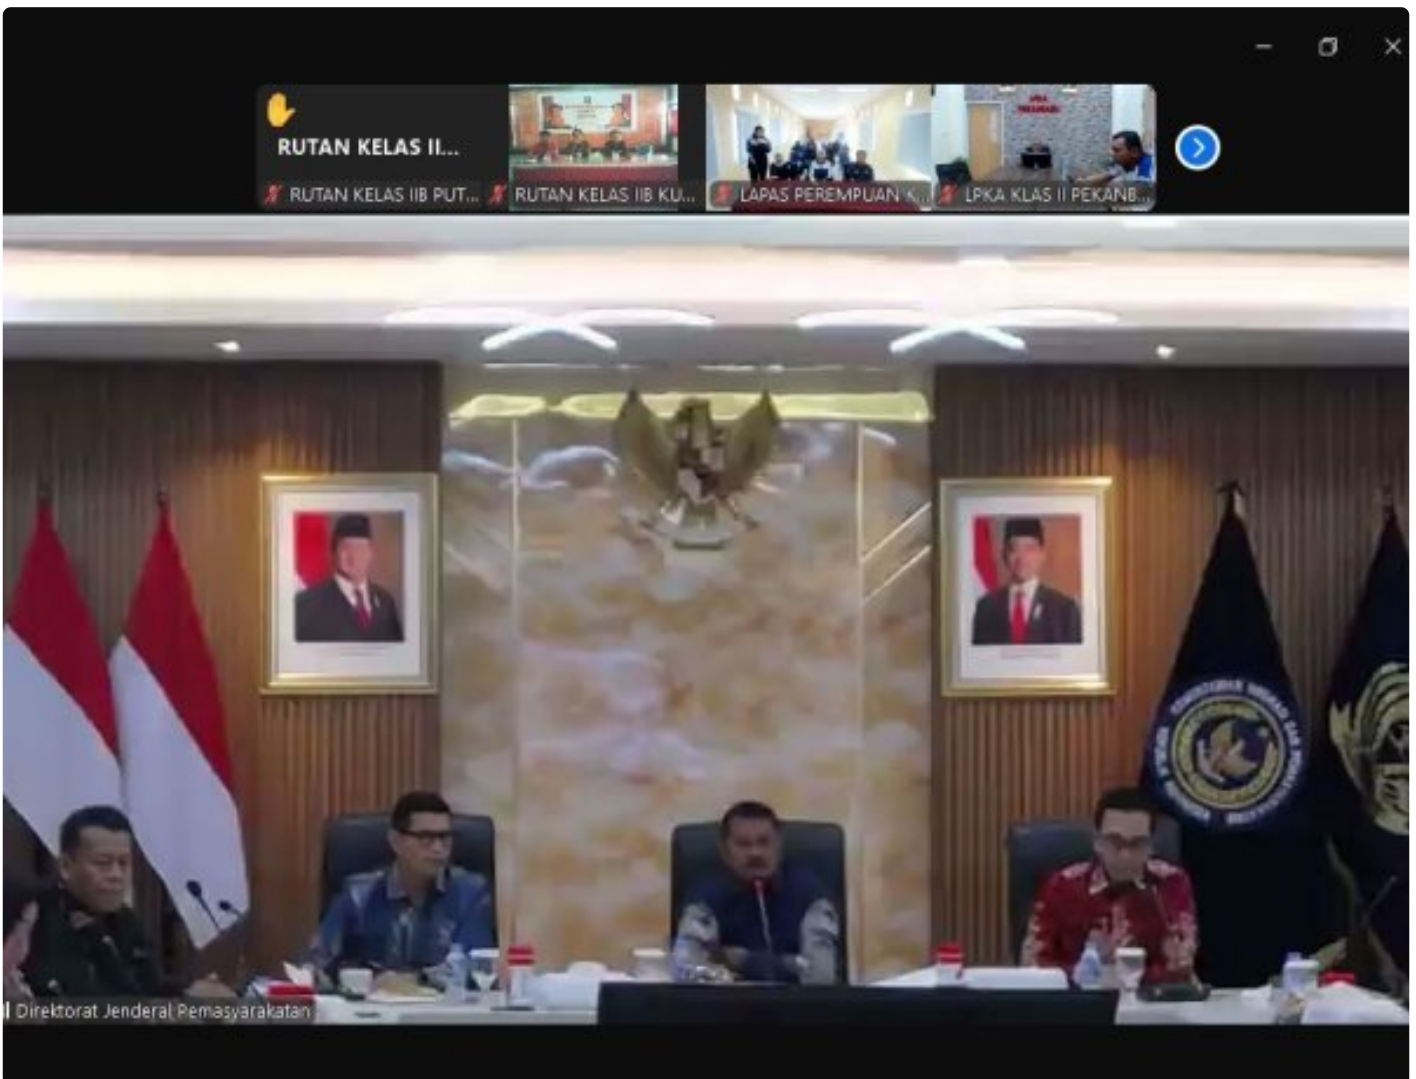 RUTAN KELAS II...
RUTAN KELAS IIB PUT...
RUTAN KELAS IIB KU...
LAPAS PEREMPUAN K...
LPKA KLAS II PEKANB...
Direktorat Jenderal Pemasyarakatan